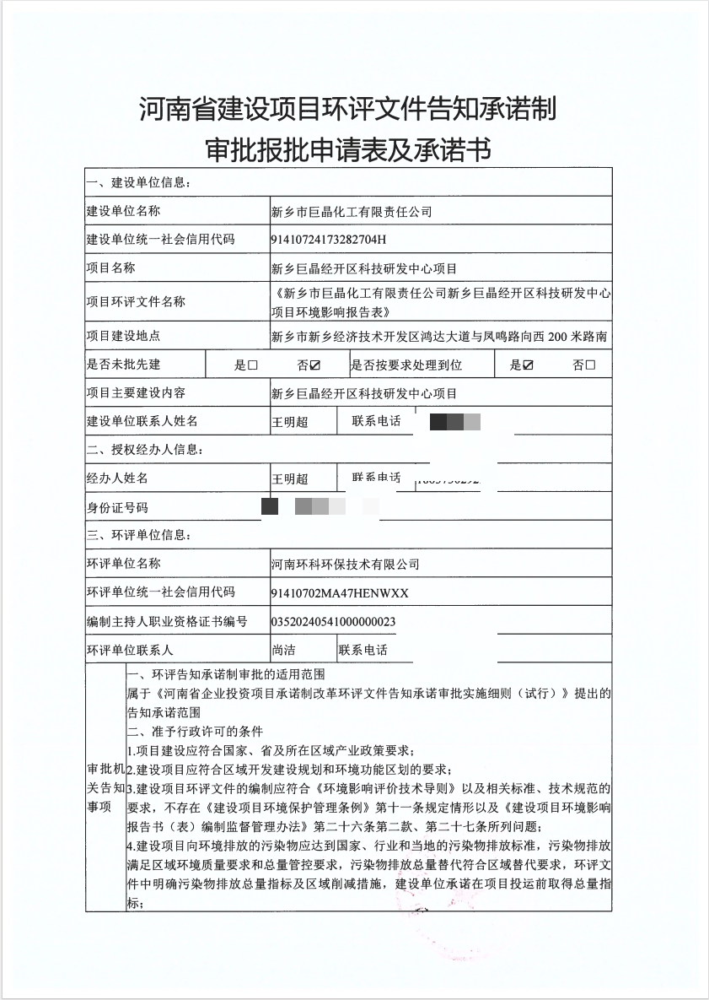 河南省建设项目环评文件告知承诺制
审批报批申请表及承诺书
一、建设单位信息：
建设单位名称 新乡市巨晶化工有限责任公司
建设单位统一社会信用代码 91410724173282704H
项目名称 新乡巨晶经开区科技研发中心项目
项目环评文件名称 《新乡市巨晶化工有限责任公司新乡巨晶经开区科技研发中心
项目环境影响报告表》
项目建设地点 新乡市新乡经济技术开发区鸿达大道与凤鸣路向西 200 米路南
是否未批先建 是□ 否☑ 是否按要求处理到位 是☑ 否□
项目主要建设内容 新乡巨晶经开区科技研发中心项目
建设单位联系人姓名 王明超 联系电话
二、授权经办人信息：
经办人姓名 王明超 联系电话
身份证号码
三、环评单位信息：
环评单位名称 河南环科环保技术有限公司
环评单位统一社会信用代码 91410702MA47HENWXX
编制主持人职业资格证书编号 03520240541000000023
环评单位联系人 尚洁 联系电话
审批机
关告知
事项
一、环评告知承诺制审批的适用范围
属于《河南省企业投资项目承诺制改革环评文件告知承诺审批实施细则（试行）》提出的
告知承诺范围
二、准予行政许可的条件
1.项目建设应符合国家、省及所在区域产业政策要求；
2.建设项目应符合区域开发建设规划和环境功能区划的要求；
3.建设项目环评文件的编制应符合《环境影响评价技术导则》以及相关标准、技术规范的
要求，不存在《建设项目环境保护管理条例》第十一条规定情形以及《建设项目环境影响
报告书（表）编制监督管理办法》第二十六条第二款、第二十七条所列问题；
4.建设项目向环境排放的污染物应达到国家、行业和当地的污染物排放标准，污染物排放
满足区域环境质量要求和总量管控要求，污染物排放总量替代符合区域替代要求，环评文
件中明确污染物排放总量指标及区域削减措施，建设单位承诺在项目投运前取得总量指
标；